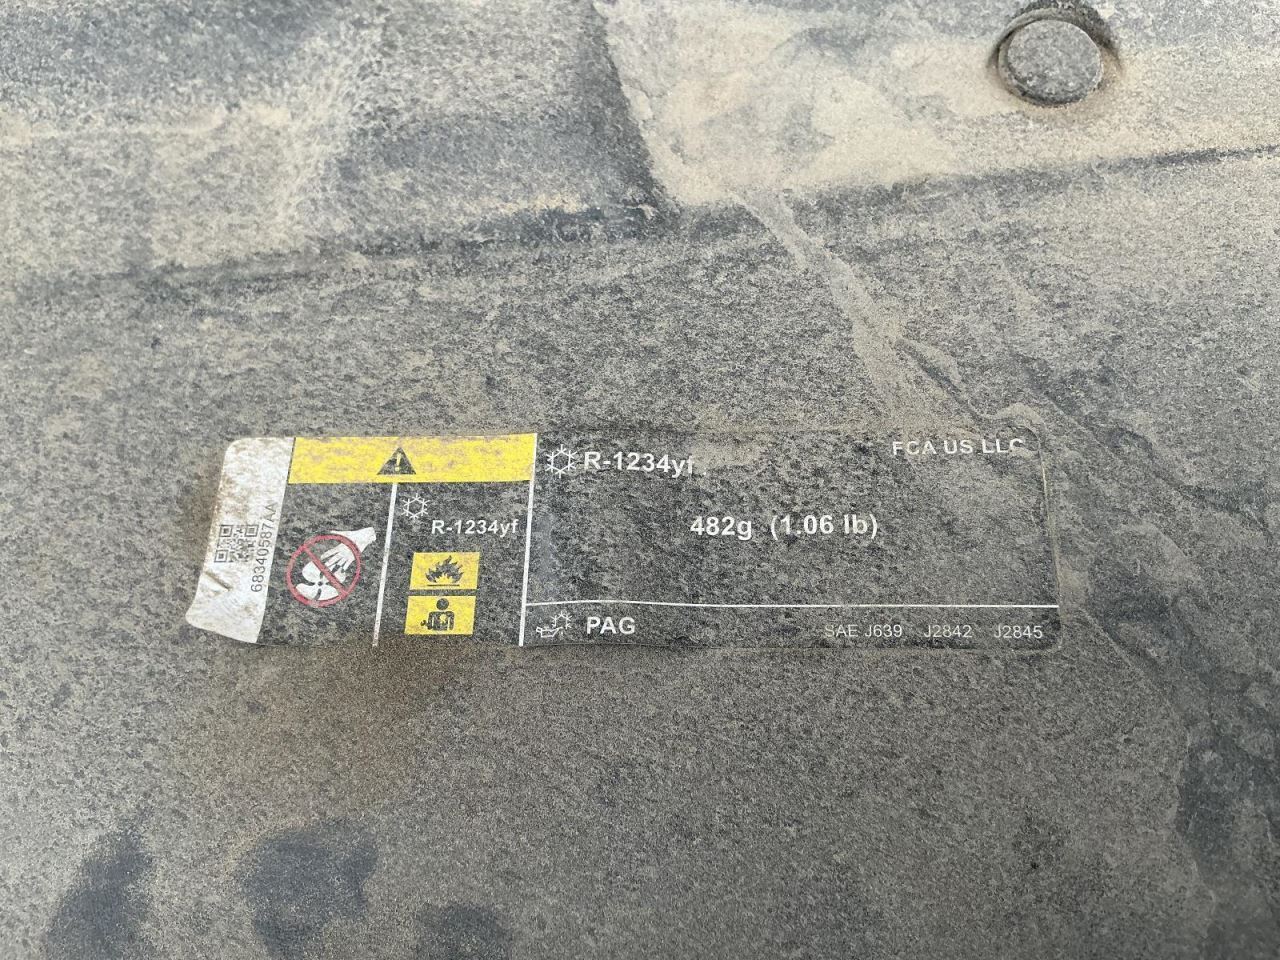 68340587AA
R-1234yf
R-1234yf
FCA US LLC
482g (1.06 lb)
PAG
SAE J639 J2842 J2845